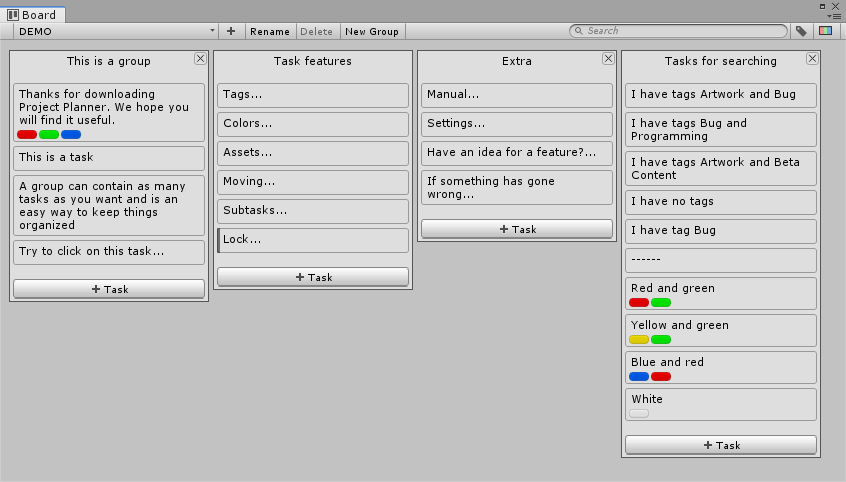 Board
DEMO
Rename
Delete
New Group
Search
This is a group
Thanks for downloading
Project Planner. We hope you
will find it useful.
This is a task
A group can contain as many
tasks as you want and is an
easy way to keep things
organized
Try to click on this task...
+ Task
Task features
Tags...
Colors...
Assets...
Moving...
Subtasks...
Lock...
+ Task
Extra
Manual...
Settings...
Have an idea for a feature?...
If something has gone
wrong...
+ Task
Tasks for searching
I have tags Artwork and Bug
I have tags Bug and
Programming
I have tags Artwork and Beta
Content
I have no tags
I have tag Bug
------
Red and green
Yellow and green
Blue and red
White
+ Task